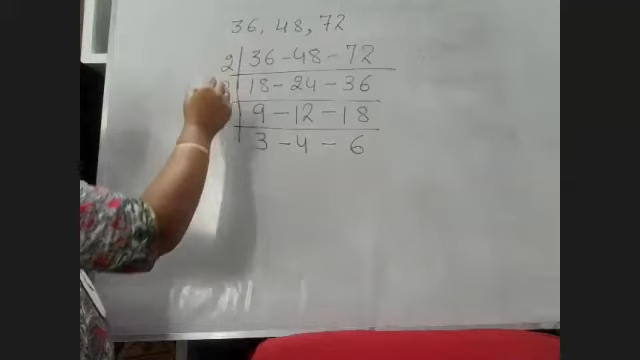 36, 48, 72
2 | 36 - 48 - 72
18 - 24 - 36
9 - 12 - 18
3 - 4 - 6